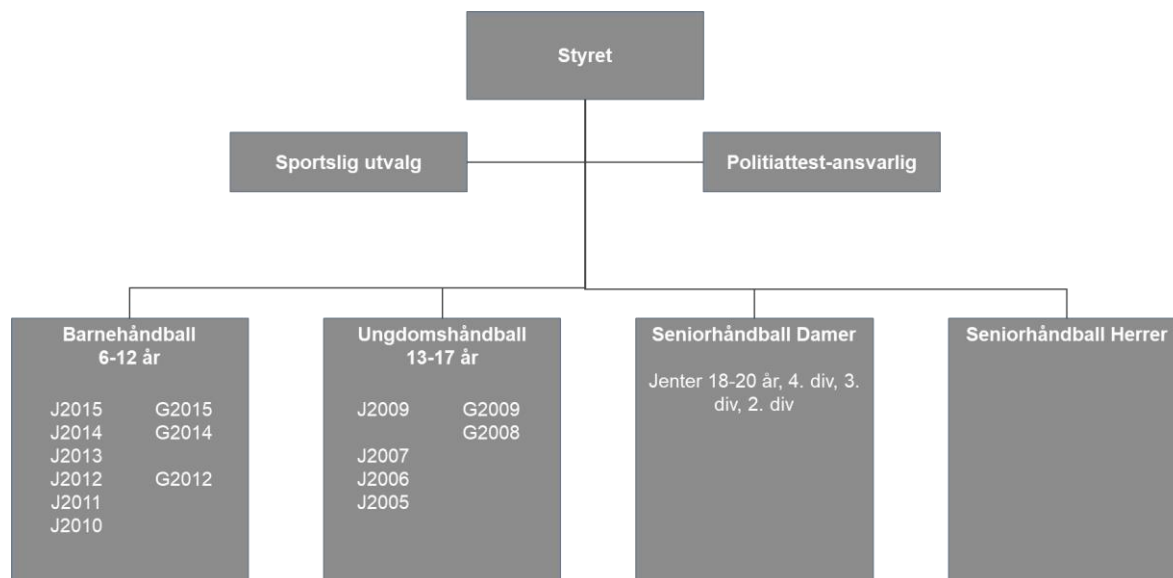 Styret
Sportslig utvalg
Politiattest-ansvarlig
Barnehåndball
6-12 år
J2015 G2015
J2014 G2014
J2013
J2012 G2012
J2011
J2010
Ungdomshåndball
13-17 år
J2009 G2009
G2008
J2007
J2006
J2005
Seniorhåndball Damer
Jenter 18-20 år, 4. div, 3.
div, 2. div
Seniorhåndball Herrer